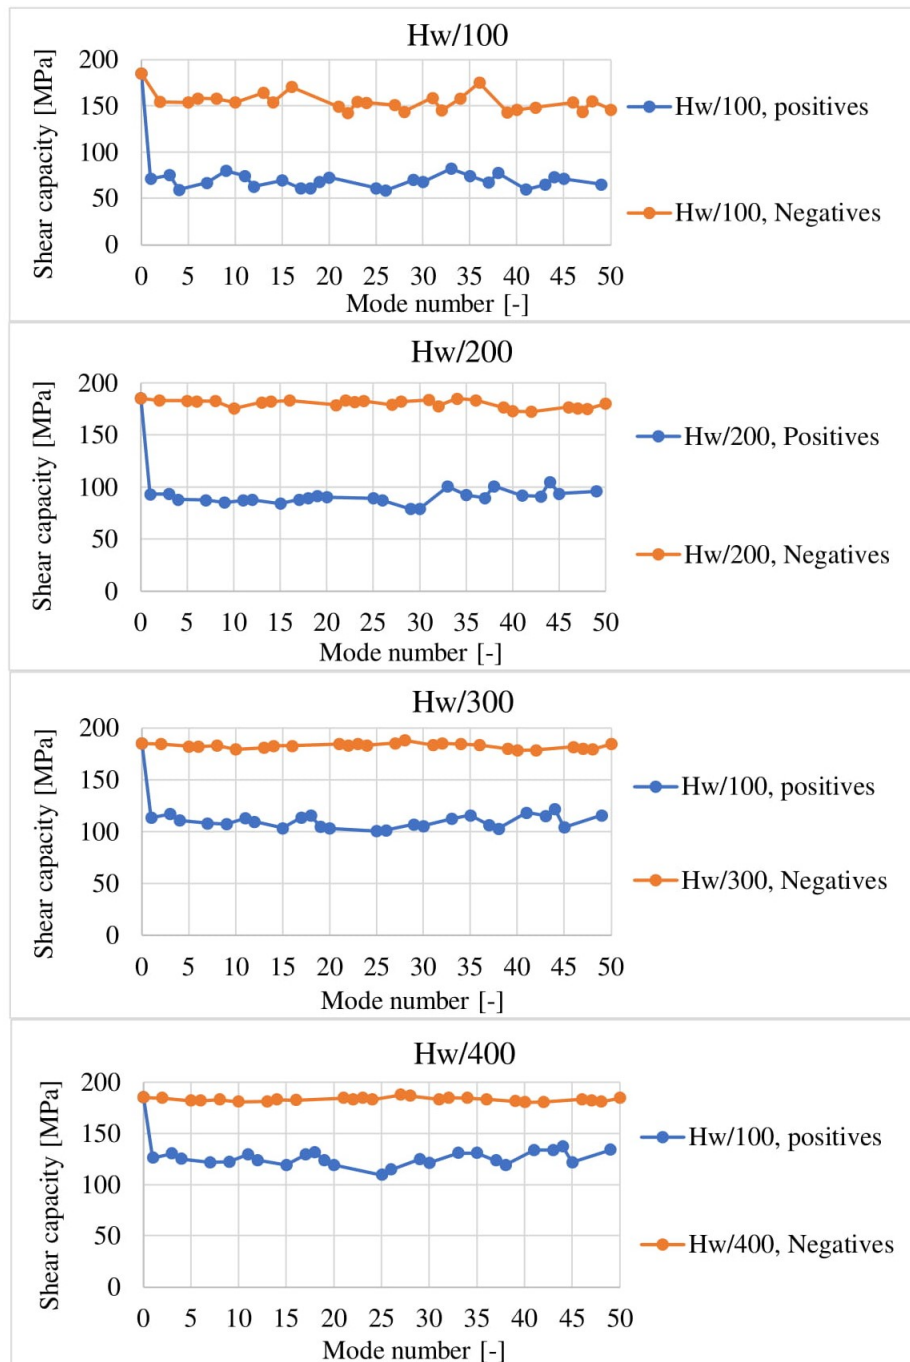 Hw/100
Shear capacity [MPa]
200
150
100
50
0
0 5 10 15 20 25 30 35 40 45 50
Mode number [-]
Hw/100, positives
Hw/100, Negatives
Hw/200
Shear capacity [MPa]
200
150
100
50
0
0 5 10 15 20 25 30 35 40 45 50
Mode number [-]
Hw/200, Positives
Hw/200, Negatives
Hw/300
Shear capacity [MPa]
200
150
100
50
0
0 5 10 15 20 25 30 35 40 45 50
Mode number [-]
Hw/100, positives
Hw/300, Negatives
Hw/400
Shear capacity [MPa]
200
150
100
50
0
0 5 10 15 20 25 30 35 40 45 50
Mode number [-]
Hw/100, positives
Hw/400, Negatives